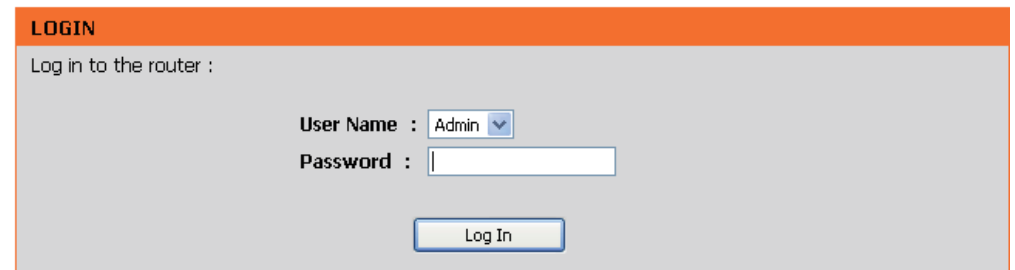 LOGIN
Log in to the router :
User Name : Admin
Password :
Log In